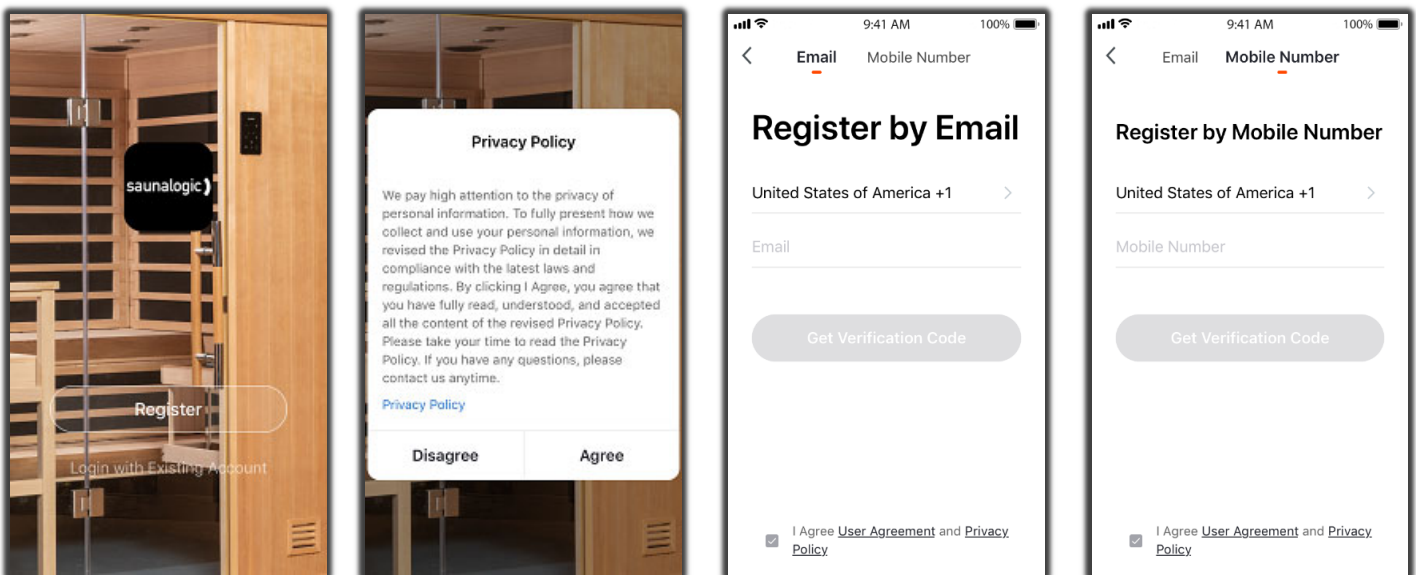 saunalogic
Register
Login with Existing Account
Privacy Policy
We pay high attention to the privacy of
personal information. To fully present how we
collect and use your personal information, we
revised the Privacy Policy in detail in
compliance with the latest laws and
regulations. By clicking I Agree, you agree that
you have fully read, understood, and accepted
all the content of the revised Privacy Policy.
Please take your time to read the Privacy
Policy. If you have any questions, please
contact us anytime.
Privacy Policy
Disagree Agree
9:41 AM 100%
Email Mobile Number
Register by Email
United States of America +1
Email
Get Verification Code
I Agree User Agreement and Privacy
Policy
9:41 AM 100%
Email Mobile Number
Register by Mobile Number
United States of America +1
Mobile Number
Get Verification Code
I Agree User Agreement and Privacy
Policy